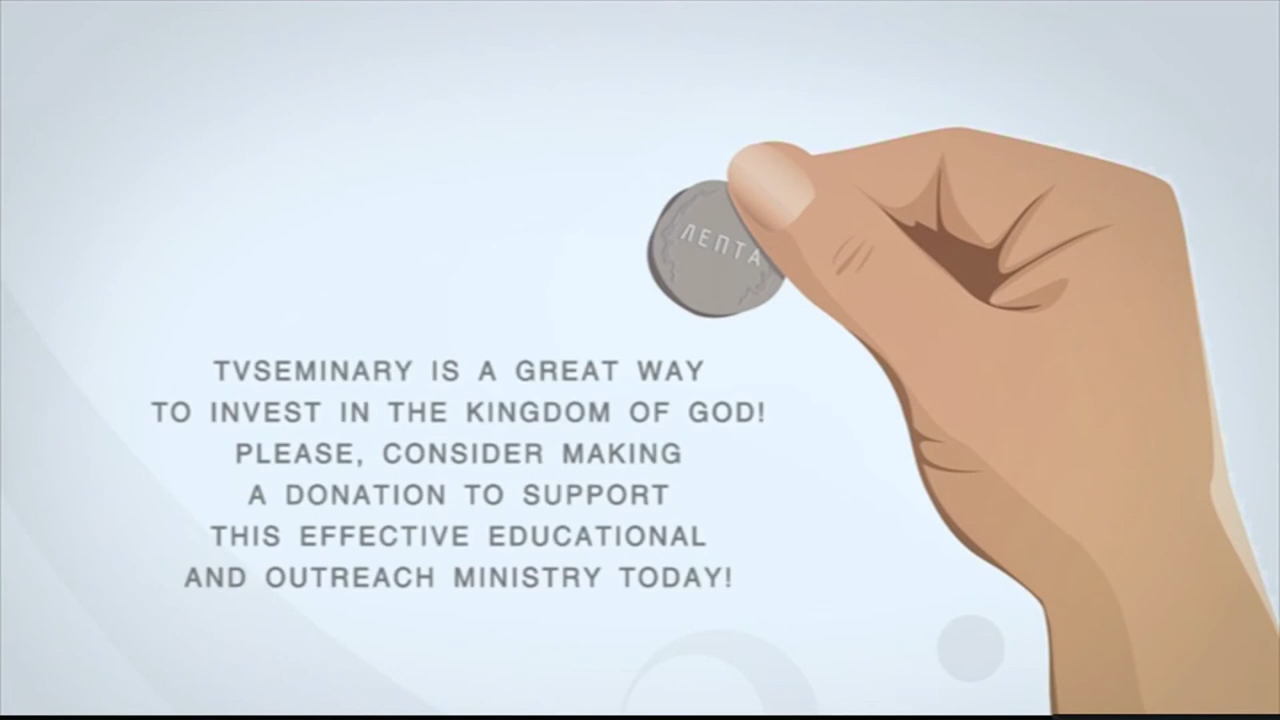 ΛΕΠΤΑ
TVSEMINARY IS A GREAT WAY
TO INVEST IN THE KINGDOM OF GOD!
PLEASE, CONSIDER MAKING
A DONATION TO SUPPORT
THIS EFFECTIVE EDUCATIONAL
AND OUTREACH MINISTRY TODAY!